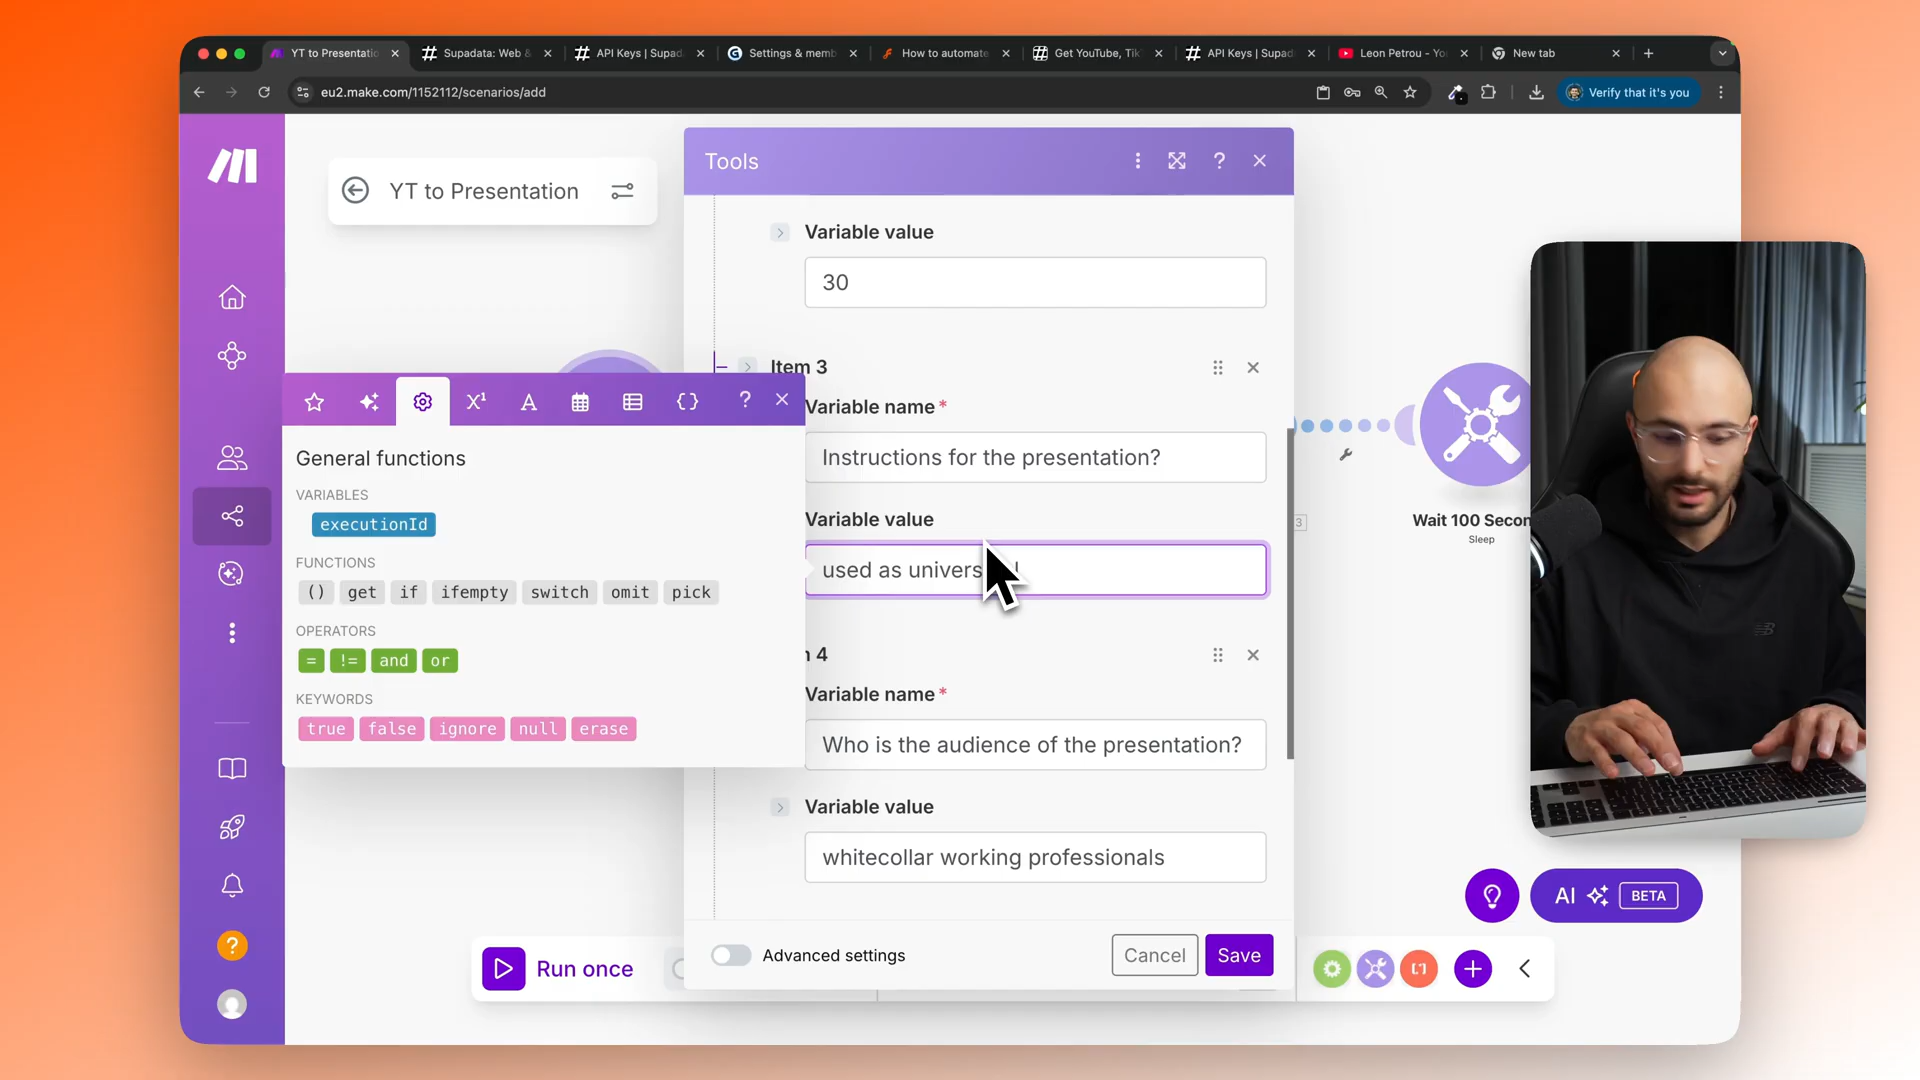 YT to Presentatio
Supadata: Web &
API Keys | Supad
Settings & memb
How to automate
Get YouTube, Tik
API Keys | Supad
Leon Petrou - Yo
New tab
eu2.make.com/1152112/scenarios/add
Verify that it's you
YT to Presentation
Tools
Variable value
30
Item 3
Variable name*
Instructions for the presentation?
Variable value
used as univers
4
Variable name*
Who is the audience of the presentation?
Variable value
whitecollar working professionals
General functions
VARIABLES
executionId
FUNCTIONS
() get if ifempty switch omit pick
OPERATORS
= != and or
KEYWORDS
true false ignore null erase
3
Wait 100 Secon
Sleep
AI BETA
Run once
Advanced settings
Cancel
Save